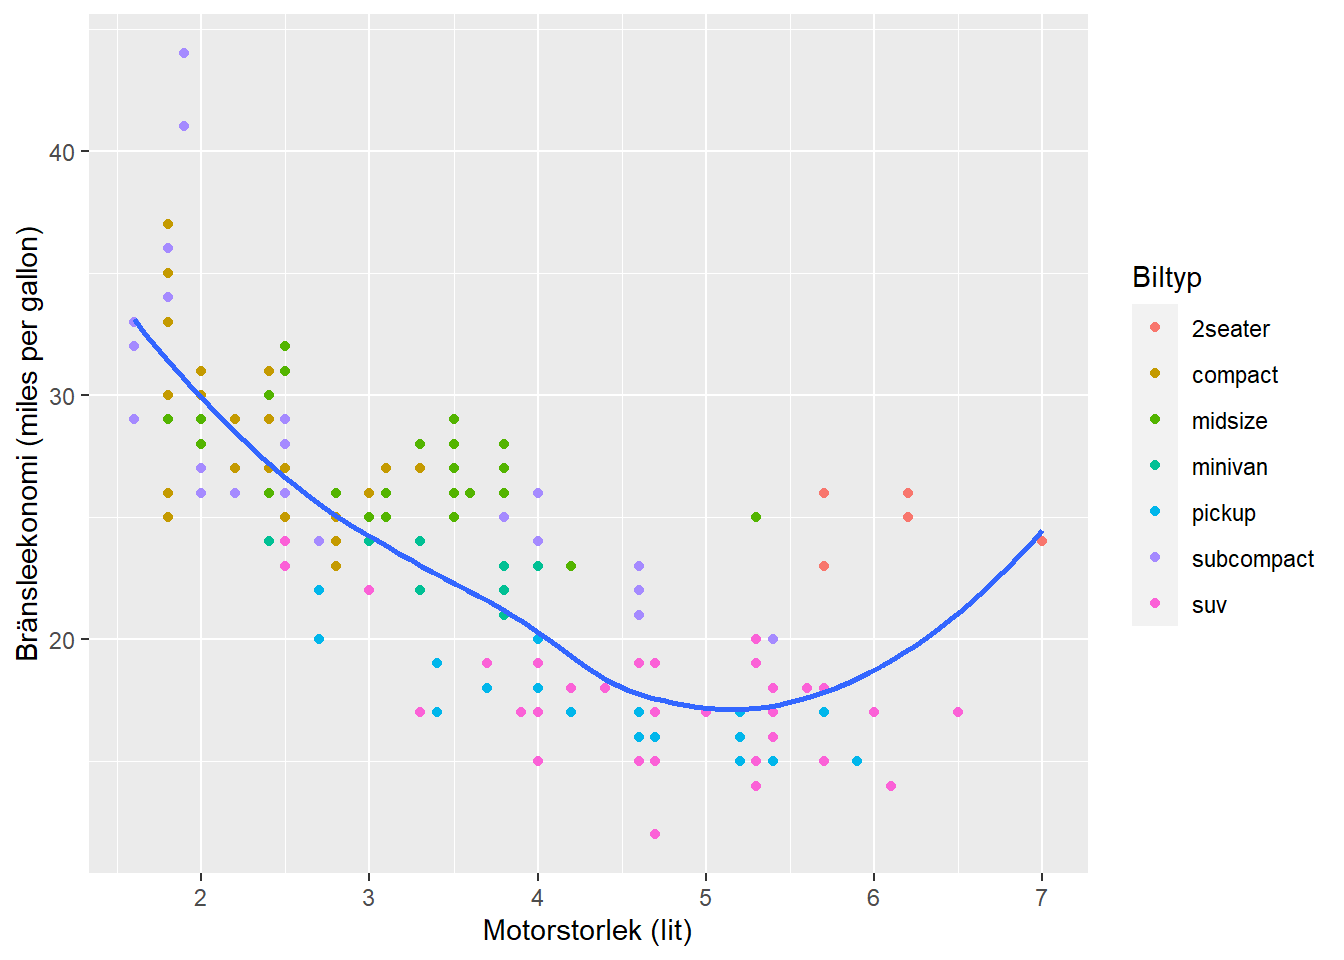 Bränsleekonomi (miles per gallon)
40
30
20
2 3 4 5 6 7
Motorstorlek (lit)
Biltyp
2seater
compact
midsize
minivan
pickup
subcompact
suv